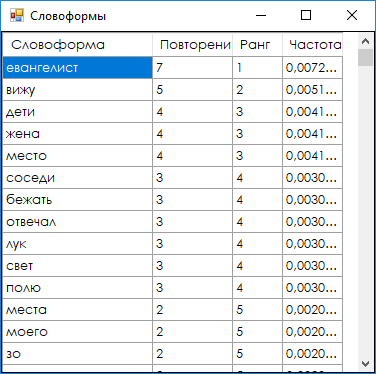 Словоформы
Словоформа Повторени Ранг Частота
евангелист 7 1 0,0072...
вижу 5 2 0,0051...
дети 4 3 0,0041...
жена 4 3 0,0041...
место 4 3 0,0041...
соседи 3 4 0,0030...
бежать 3 4 0,0030...
отвечал 3 4 0,0030...
лук 3 4 0,0030...
свет 3 4 0,0030...
полю 3 4 0,0030...
места 2 5 0,0020...
моего 2 5 0,0020...
зо 2 5 0,0020...